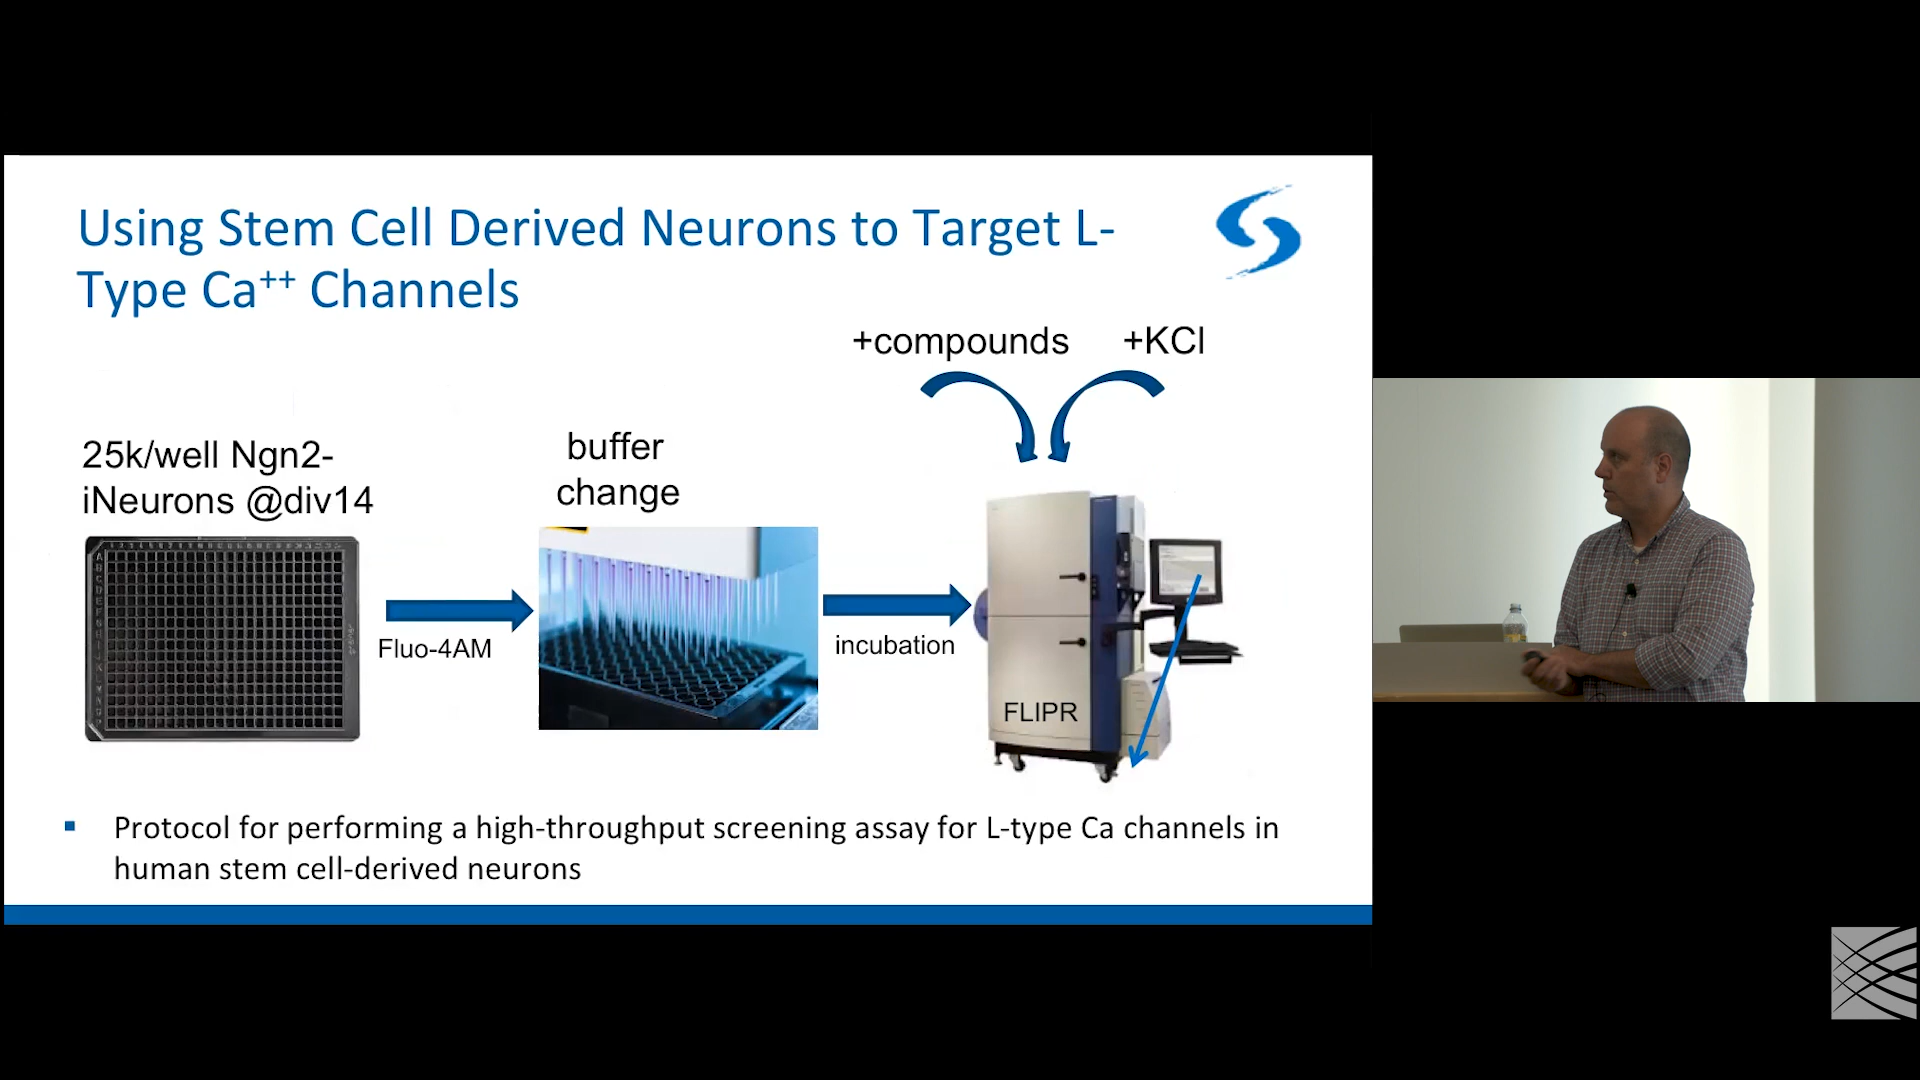 Using Stem Cell Derived Neurons to Target L-
Type Ca++ Channels
+compounds
+KCl
25k/well Ngn2-
iNeurons @div14
buffer
change
Fluo-4AM
incubation
FLIPR
Protocol for performing a high-throughput screening assay for L-type Ca channels in
human stem cell-derived neurons